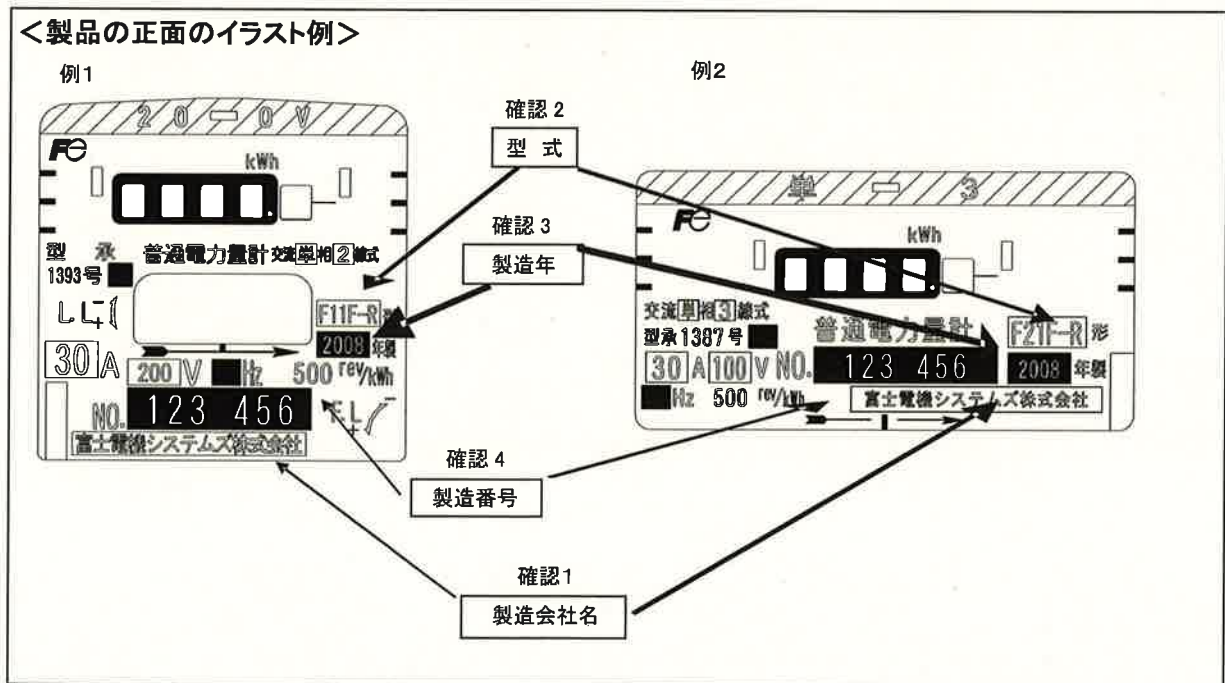 ＜製品の正面のイラスト例＞
例1
例2
20－0V
Fe
kWh
型 承
1393号
普通電力量計 交流単相2線式
F11F-R 形
2008 年製
30 A
200 V Hz 500 rev/kWh
NO. 123 456
富士電機システムズ株式会社
確認 2
型 式
確認 3
製造年
確認 4
製造番号
確認1
製造会社名
単 － 3
Fe
kWh
交流単相3線式
型承1387号
普通電力量計
F21F-R 形
30 A 100 V NO. 123 456
2008 年製
Hz 500 rev/kWh
富士電機システムズ株式会社